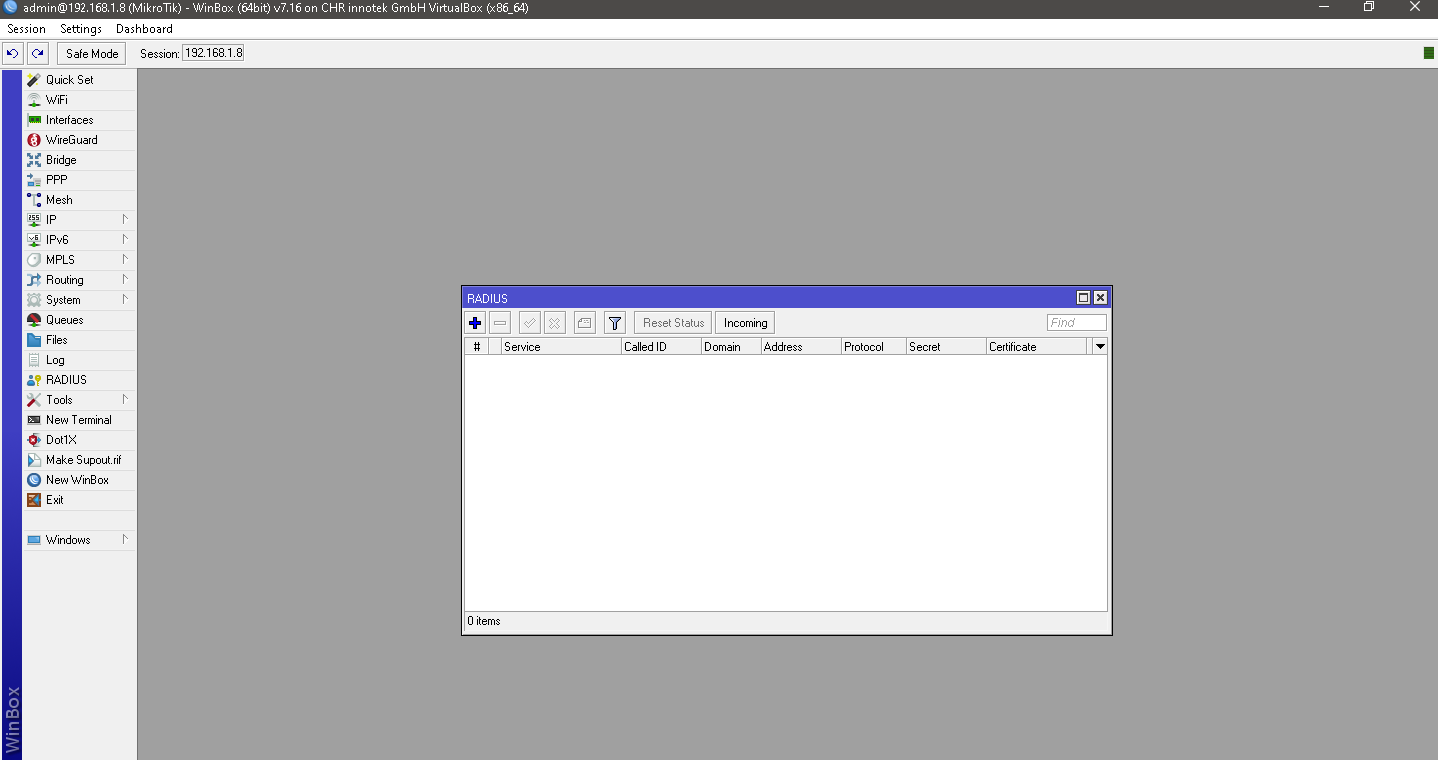 admin@192.168.1.8 (MikroTik) - WinBox (64bit) v7.16 on CHR innotek GmbH VirtualBox (x86_64)
Session Settings Dashboard
Safe Mode Session: 192.168.1.8
Quick Set
WiFi
Interfaces
WireGuard
Bridge
PPP
Mesh
IP
IPv6
MPLS
Routing
System
Queues
Files
Log
RADIUS
Tools
New Terminal
Dot1X
Make Supout.rif
New WinBox
Exit
Windows
WinBox
RADIUS
Reset Status Incoming Find
# Service Called ID Domain Address Protocol Secret Certificate
0 items